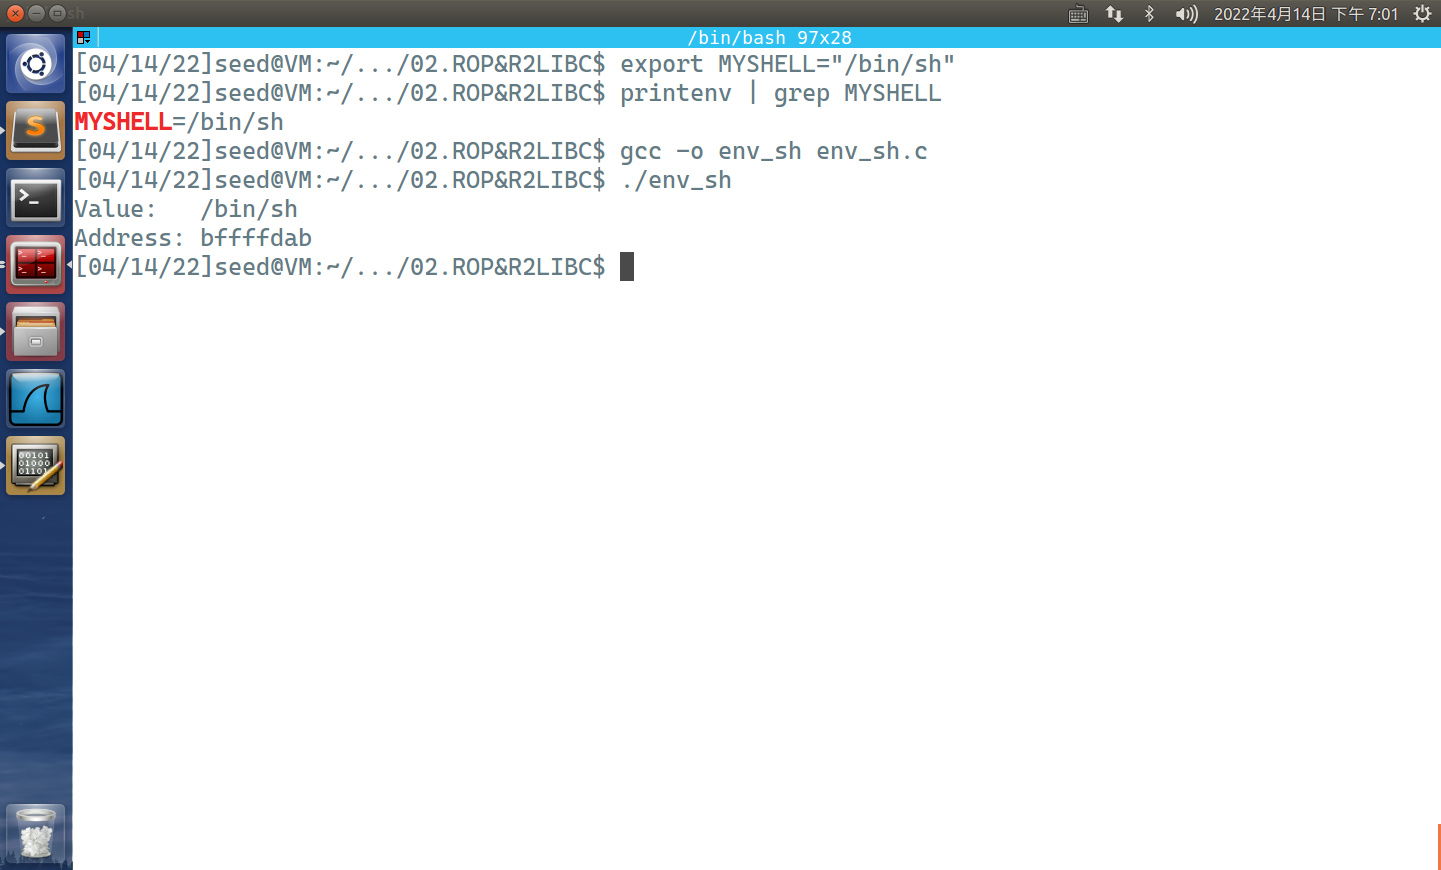 sh
2022年4月14日 下午 7:01
/bin/bash 97x28
[04/14/22]seed@VM:~/.../02.ROP&R2LIBC$ export MYSHELL="/bin/sh"
[04/14/22]seed@VM:~/.../02.ROP&R2LIBC$ printenv | grep MYSHELL
MYSHELL=/bin/sh
[04/14/22]seed@VM:~/.../02.ROP&R2LIBC$ gcc -o env_sh env_sh.c
[04/14/22]seed@VM:~/.../02.ROP&R2LIBC$ ./env_sh
Value:   /bin/sh
Address: bffffdab
[04/14/22]seed@VM:~/.../02.ROP&R2LIBC$
S
>_
00101
01000
01101